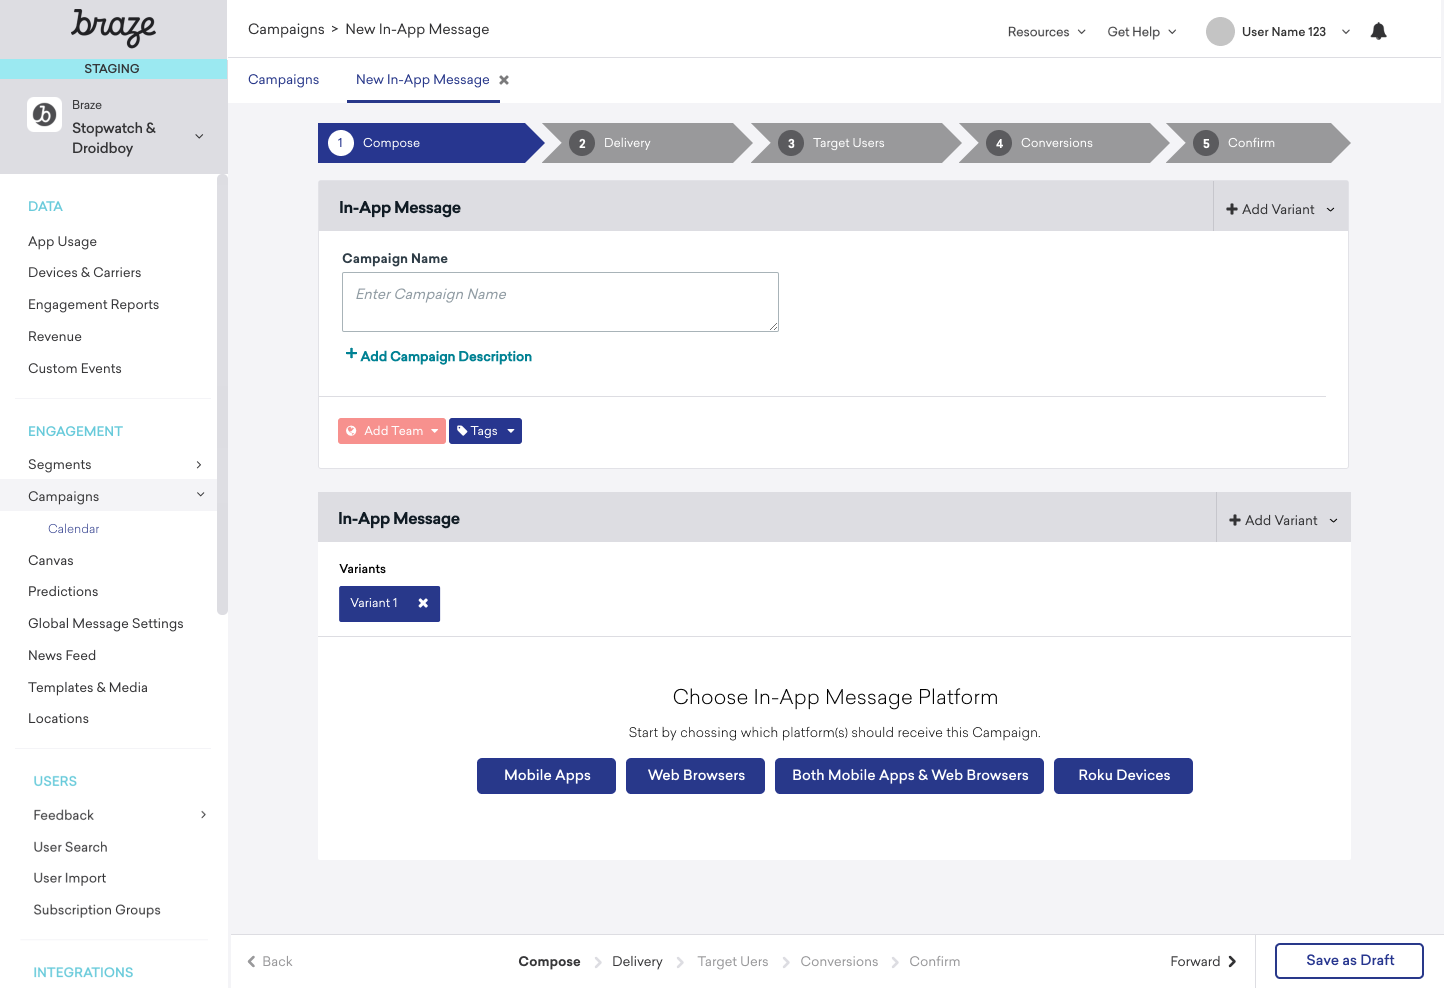 braze
STAGING
Braze
Stopwatch &
Droidboy
DATA
App Usage
Devices & Carriers
Engagement Reports
Revenue
Custom Events
ENGAGEMENT
Segments
Campaigns
Calendar
Canvas
Predictions
Global Message Settings
News Feed
Templates & Media
Locations
USERS
Feedback
User Search
User Import
Subscription Groups
INTEGRATIONS
Campaigns > New In-App Message
Resources
Get Help
User Name 123
Campaigns
New In-App Message
1 Compose
2 Delivery
3 Target Users
4 Conversions
5 Confirm
In-App Message
Add Variant
Campaign Name
Enter Campaign Name
Add Campaign Description
Add Team
Tags
In-App Message
Add Variant
Variants
Variant 1
Choose In-App Message Platform
Start by chossing which platform(s) should receive this Campaign.
Mobile Apps
Web Browsers
Both Mobile Apps & Web Browsers
Roku Devices
Back
Compose
Delivery
Target Uers
Conversions
Confirm
Forward
Save as Draft